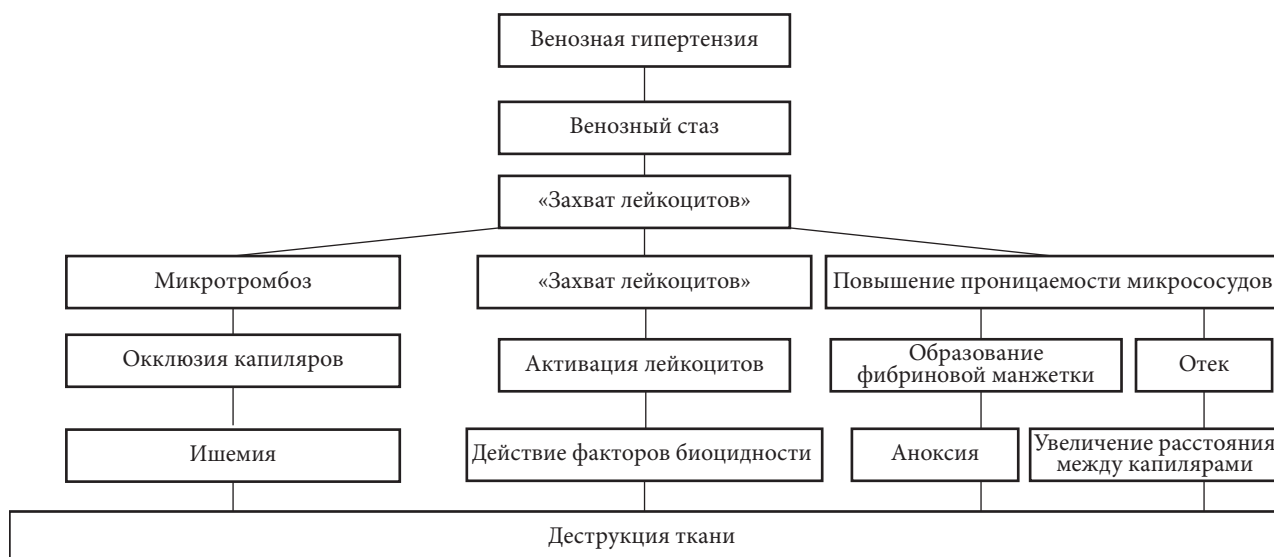 Венозная гипертензия
Венозный стаз
«Захват лейкоцитов»
Микротромбоз
«Захват лейкоцитов»
Повышение проницаемости микрососудов
Окклюзия капиляров
Активация лейкоцитов
Образование
фибриновой манжетки
Отек
Ишемия
Действие факторов биоцидности
Аноксия
Увеличение расстояния
между капилярами
Деструкция ткани